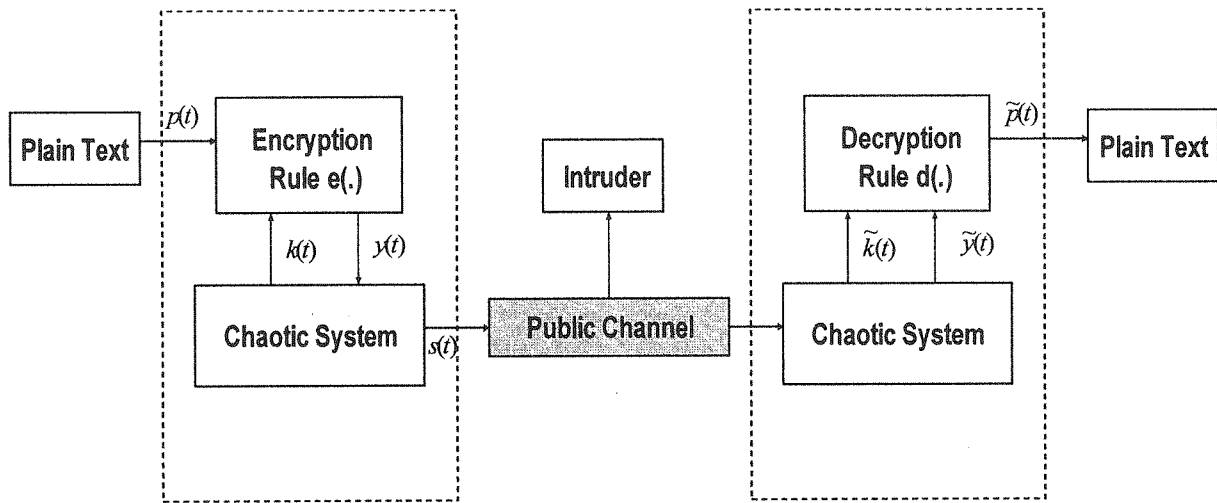 Plain Text
p(t)
Encryption
Rule e(.)
k(t)
y(t)
Chaotic System
s(t)
Intruder
Public Channel
Decryption
Rule d(.)
p̃(t)
Plain Text
k̃(t)
ỹ(t)
Chaotic System